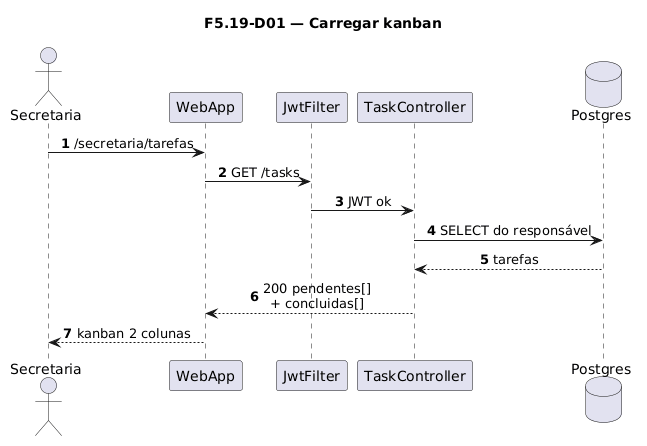 F5.19-D01 — Carregar kanban
Secretaria
WebApp
JwtFilter
TaskController
Postgres
1 /secretaria/tarefas
2 GET /tasks
3 JWT ok
4 SELECT do responsável
5 tarefas
6 200 pendentes[]
+ concluidas[]
7 kanban 2 colunas
Secretaria
WebApp
JwtFilter
TaskController
Postgres